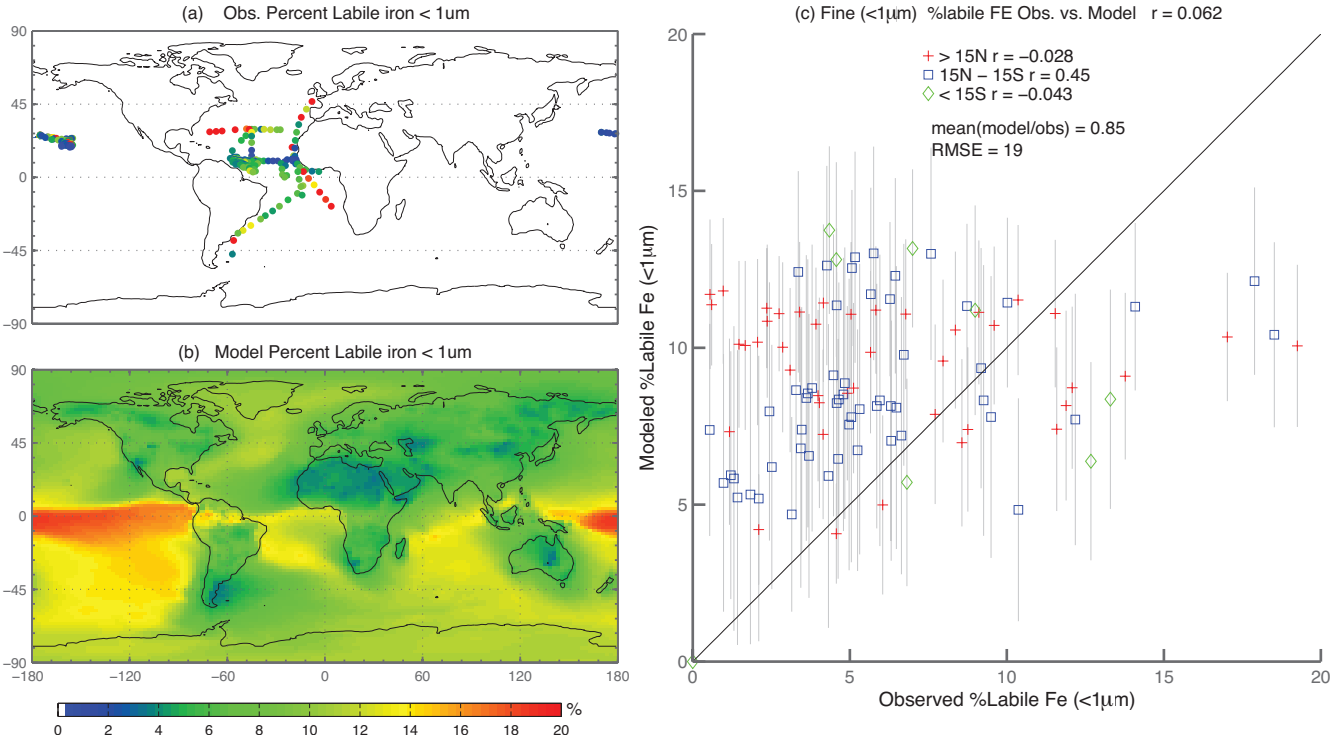 (a) Obs. Percent Labile iron < 1um
90
45
0
−45
−90
(b) Model Percent Labile iron < 1um
90
45
0
−45
−90
−180 −120 −60 0 60 120 180
%
0 2 4 6 8 10 12 14 16 18 20
(c) Fine (<1μm) %labile FE Obs. vs. Model r = 0.062
> 15N r = −0.028
15N − 15S r = 0.45
< 15S r = −0.043
mean(model/obs) = 0.85
RMSE = 19
Modeled %Labile Fe (<1μm)
20
15
10
5
0
0 5 10 15 20
Observed %Labile Fe (<1μm)